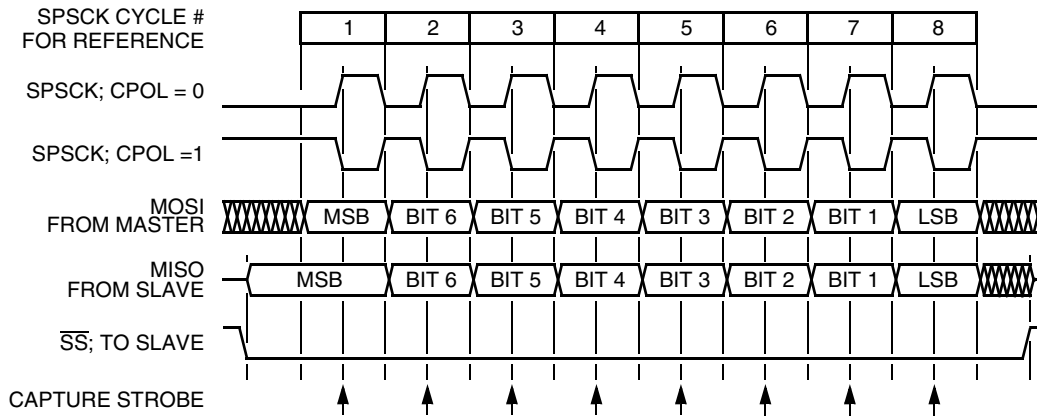 SPSCK CYCLE #
FOR REFERENCE
1 2 3 4 5 6 7 8
SPSCK; CPOL = 0
SPSCK; CPOL =1
MOSI
FROM MASTER
MSB BIT 6 BIT 5 BIT 4 BIT 3 BIT 2 BIT 1 LSB
MISO
FROM SLAVE
MSB BIT 6 BIT 5 BIT 4 BIT 3 BIT 2 BIT 1 LSB
SS; TO SLAVE
CAPTURE STROBE